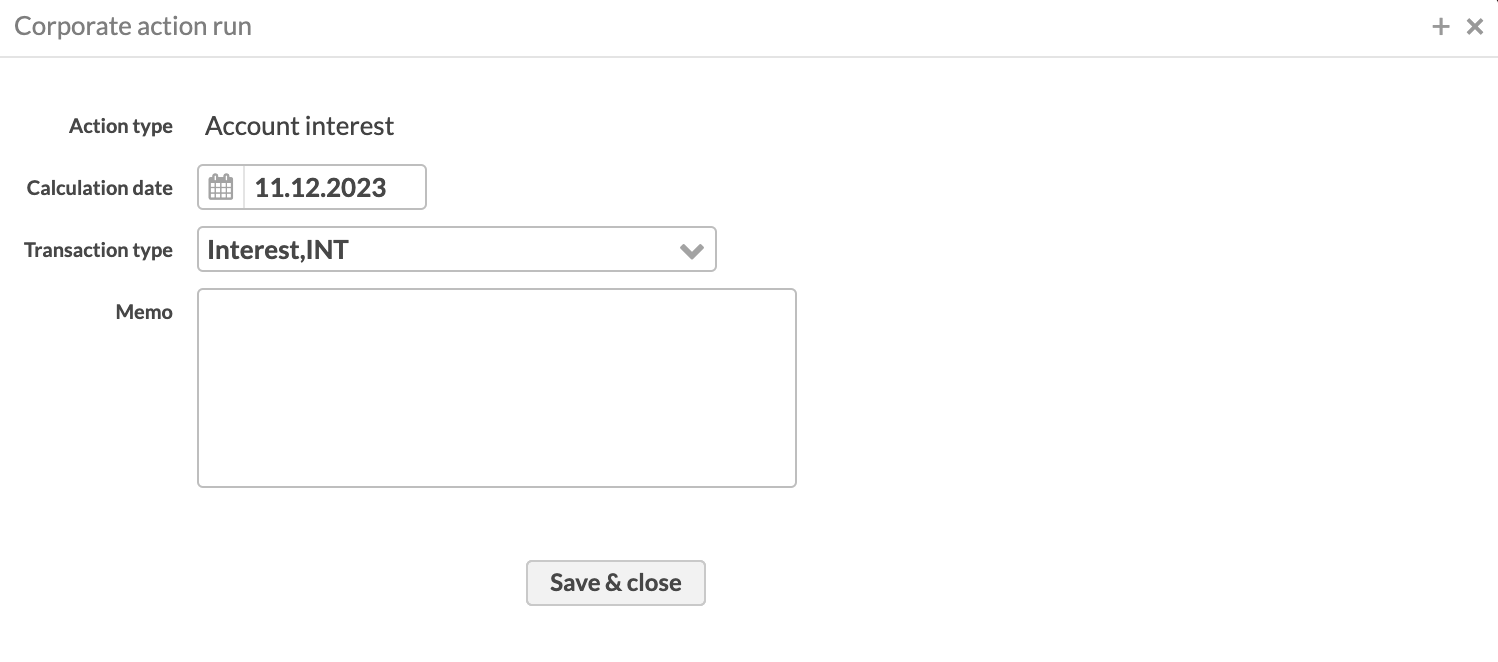 Corporate action run
Action type Account interest
Calculation date 11.12.2023
Transaction type Interest,INT
Memo
Save & close